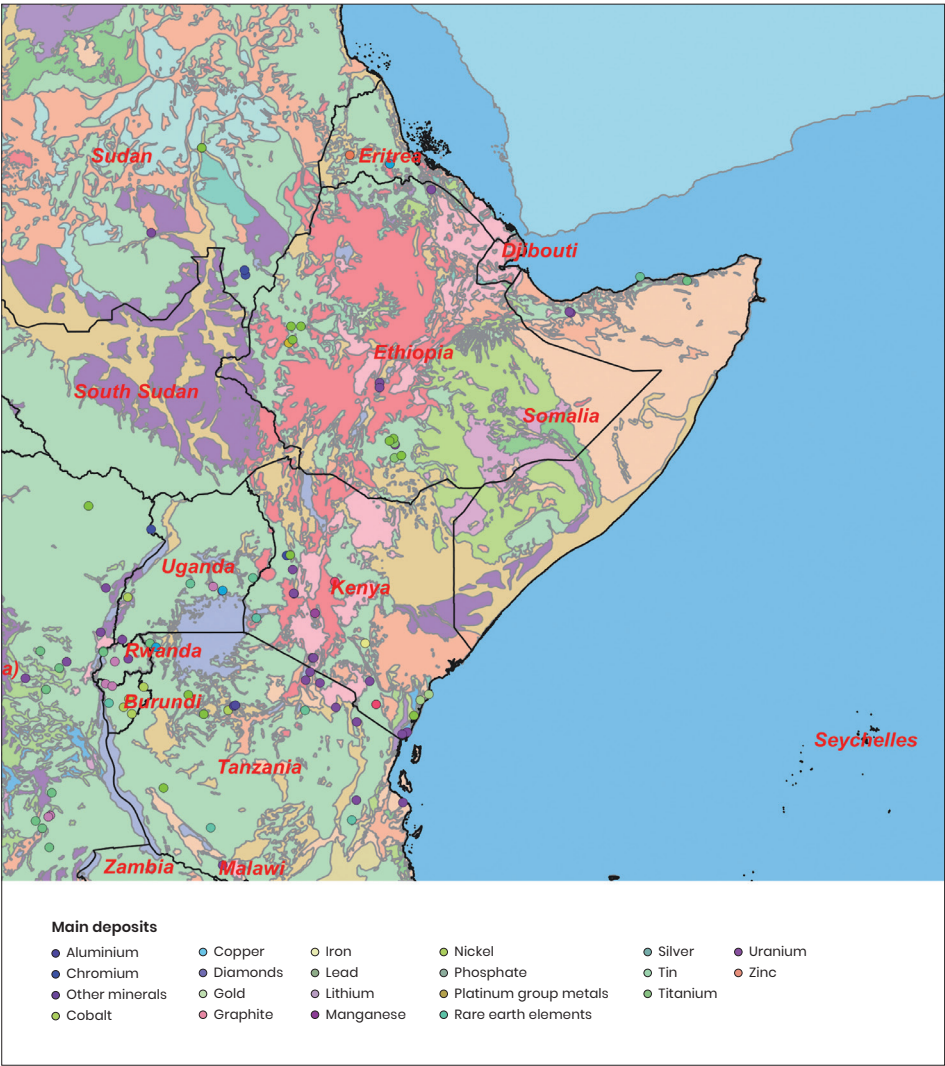 Sudan
Eritrea
Djibouti
Ethiopia
South Sudan
Somalia
Uganda
Kenya
Rwanda
a)
Burundi
Seychelles
Tanzania
Zambia
Malawi
Main deposits
Aluminium
Chromium
Other minerals
Cobalt
Copper
Diamonds
Gold
Graphite
Iron
Lead
Lithium
Manganese
Nickel
Phosphate
Platinum group metals
Rare earth elements
Silver
Tin
Titanium
Uranium
Zinc